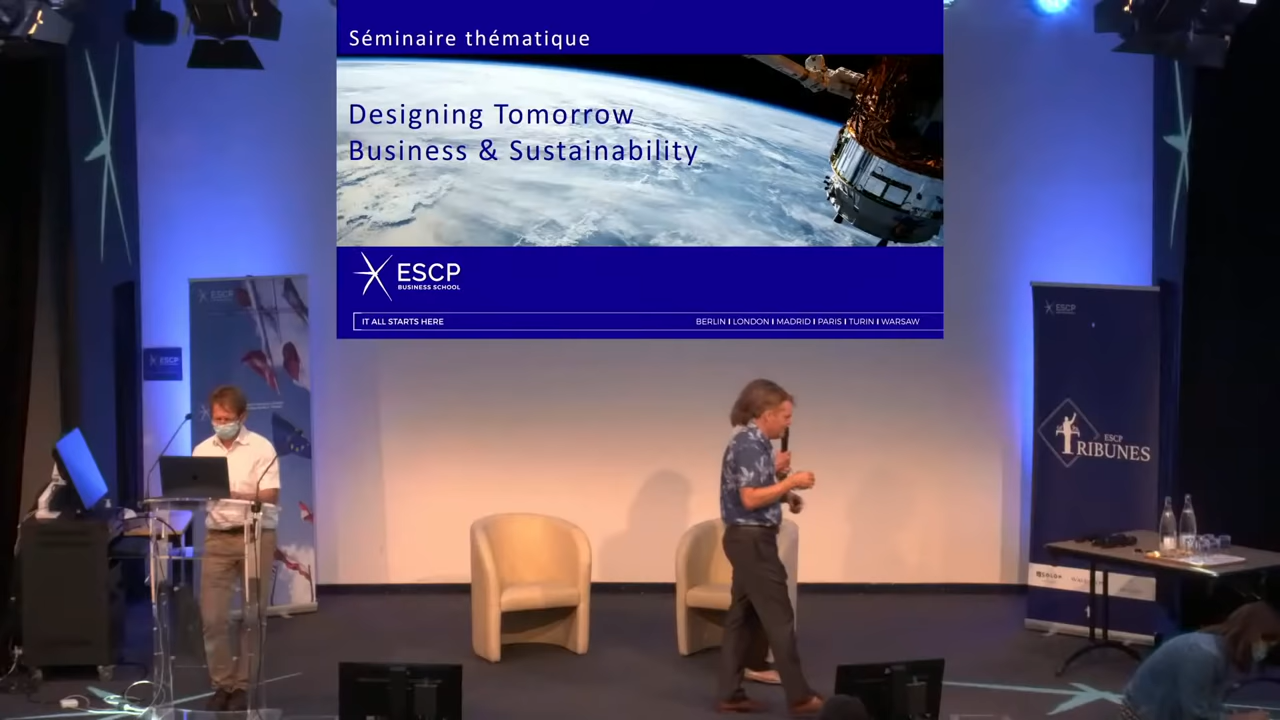 Séminaire thématique
Designing Tomorrow
Business & Sustainability
ESCP
BUSINESS SCHOOL
IT ALL STARTS HERE
BERLIN I LONDON I MADRID I PARIS I TURIN I WARSAW
ESCP
ESCP
ESCP
ESCP
TRIBUNES